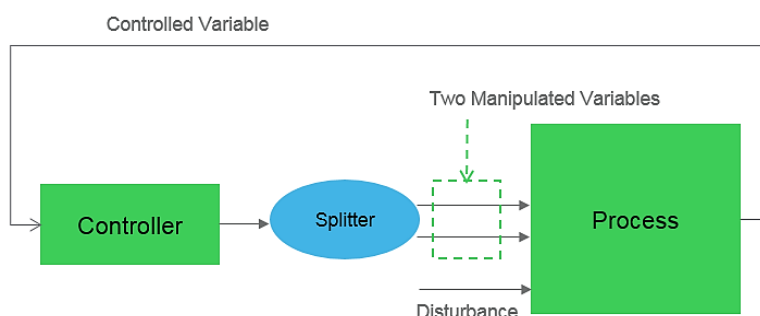 Controlled Variable
Two Manipulated Variables
Controller
Splitter
Process
Disturbance